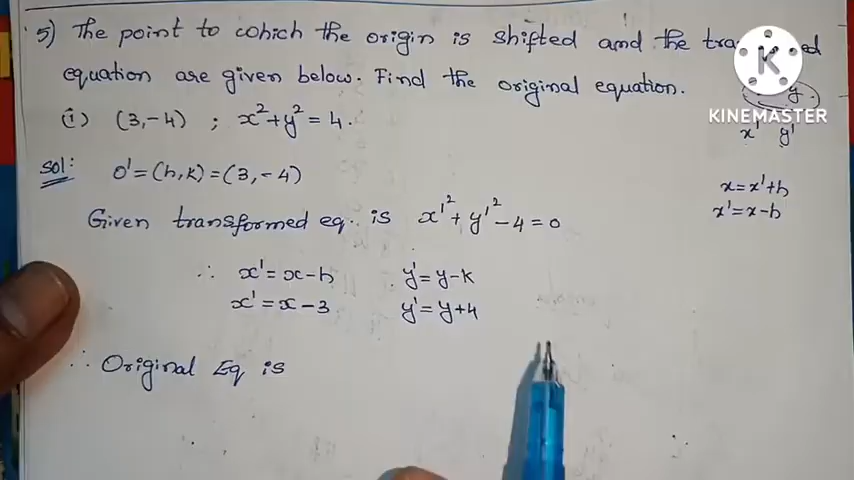 5) The point to which the origin is shifted and the
equation are given below. Find the original equation.
y
KINEMASTER
(i) (3,-4) ; x²+y²=4.
x' y'
Sol: O'=(h,k)=(3,-4)
x=x'+h
x'=x-h
Given transformed eq. is x'²+y'²-4=0
∴ x'=x-h y'=y-k
x'=x-3 y'=y+4
∴ Original Eq is